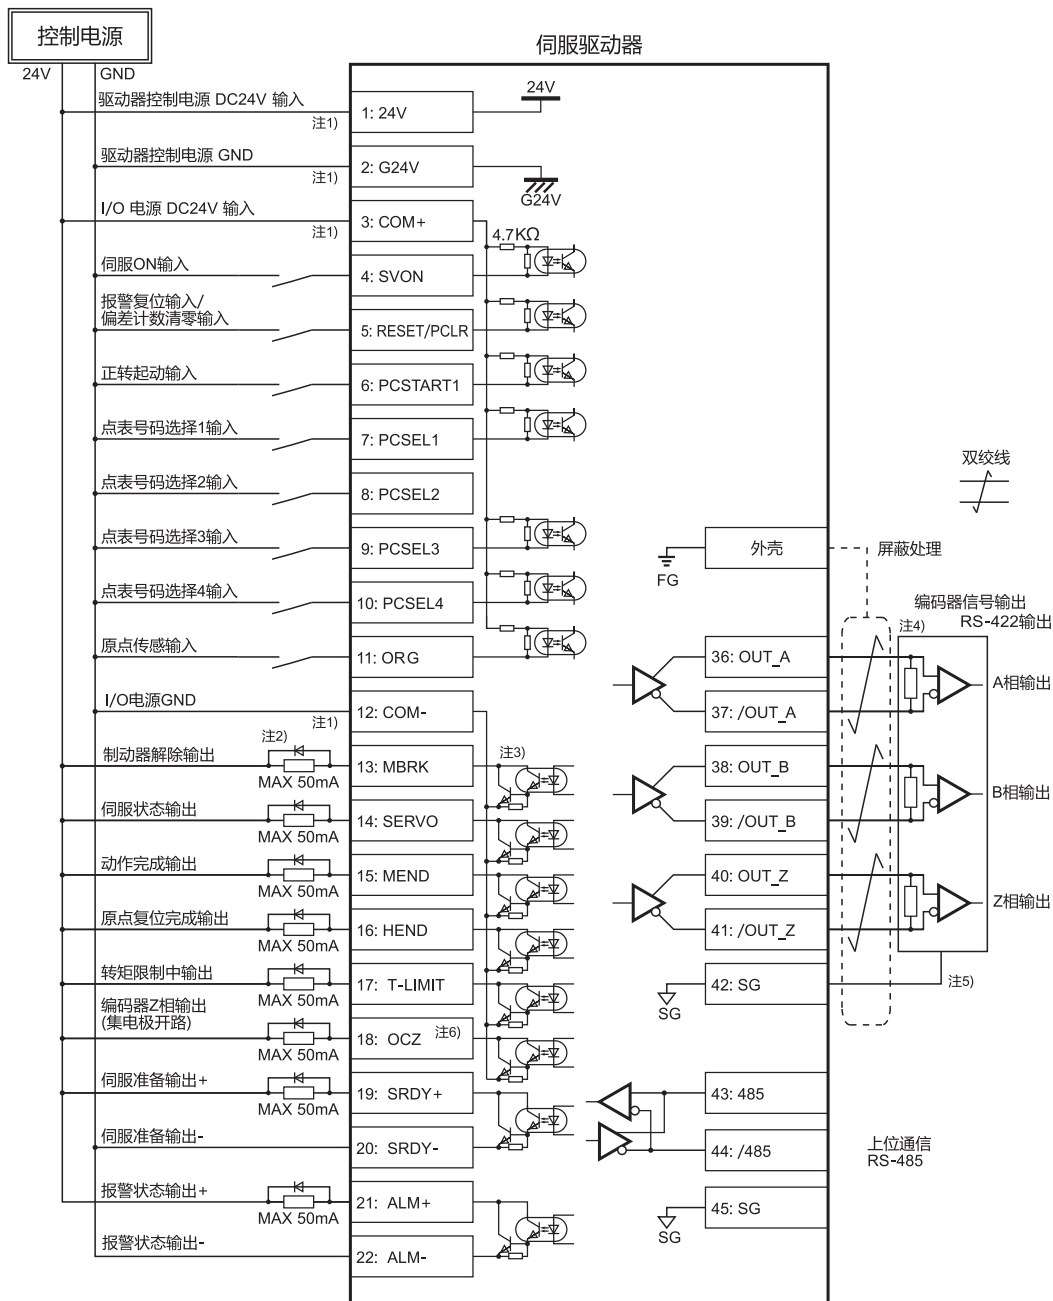 控制电源
24V
GND
伺服驱动器
驱动器控制电源 DC24V 输入
注1)
1: 24V
24V
驱动器控制电源 GND
注1)
2: G24V
G24V
I/O 电源 DC24V 输入
注1)
3: COM+
4.7KΩ
伺服ON输入
4: SVON
报警复位输入/
偏差计数清零输入
5: RESET/PCLR
正转起动输入
6: PCSTART1
点表号码选择1输入
7: PCSEL1
点表号码选择2输入
8: PCSEL2
点表号码选择3输入
9: PCSEL3
点表号码选择4输入
10: PCSEL4
原点传感输入
11: ORG
I/O电源GND
注1)
12: COM-
制动器解除输出
注2)
MAX 50mA
13: MBRK
注3)
伺服状态输出
MAX 50mA
14: SERVO
动作完成输出
MAX 50mA
15: MEND
原点复位完成输出
MAX 50mA
16: HEND
转矩限制中输出
MAX 50mA
17: T-LIMIT
编码器Z相输出
(集电极开路)
MAX 50mA
18: OCZ
注6)
伺服准备输出+
MAX 50mA
19: SRDY+
伺服准备输出-
20: SRDY-
报警状态输出+
MAX 50mA
21: ALM+
报警状态输出-
22: ALM-
双绞线
外壳
FG
屏蔽处理
编码器信号输出
RS-422输出
注4)
36: OUT_A
37: /OUT_A
A相输出
38: OUT_B
39: /OUT_B
B相输出
40: OUT_Z
41: /OUT_Z
Z相输出
42: SG
SG
注5)
43: 485
44: /485
上位通信
RS-485
45: SG
SG